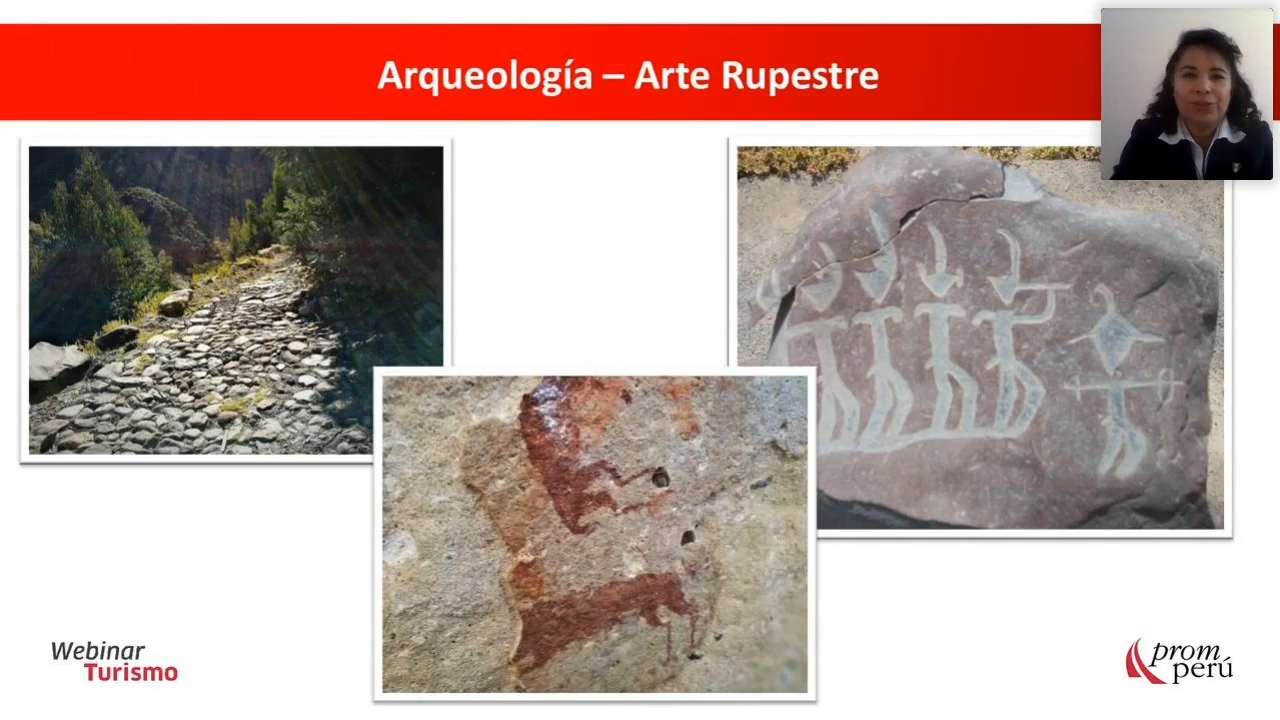 Arqueología – Arte Rupestre
Webinar
Turismo
prom
perú